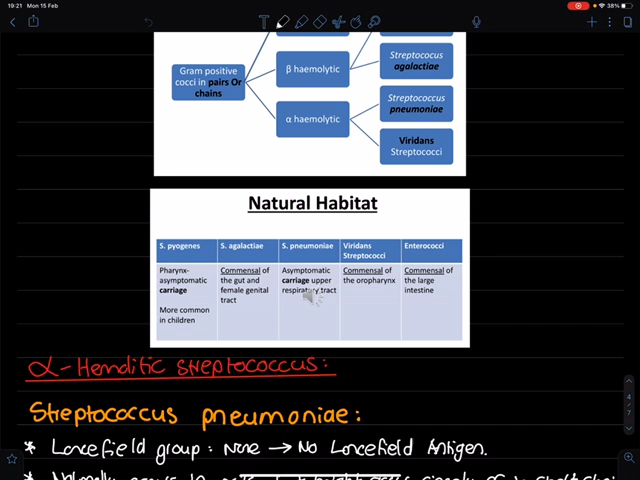 19:21 Mon 15 Feb
38%
Gram positive
cocci in pairs Or
chains
β haemolytic
α haemolytic
Streptococus
agalactiae
Streptococcus
pneumoniae
Viridans
Streptococci
Natural Habitat
S. pyogenes
S. agalactiae
S. pneumoniae
Viridans
Streptococci
Enterococci
Pharynx-
asymptomatic
carriage
More common
in children
Commensal of
the gut and
female genital
tract
Asymptomatic
carriage upper
respiratory tract
Commensal of
the oropharynx
Commensal of
the large
intestine
α-Hemolitic streptococcus:
Streptococcus pneumoniae:
* Lancefield group: None → No Lancefield Antigen.
4
/
7